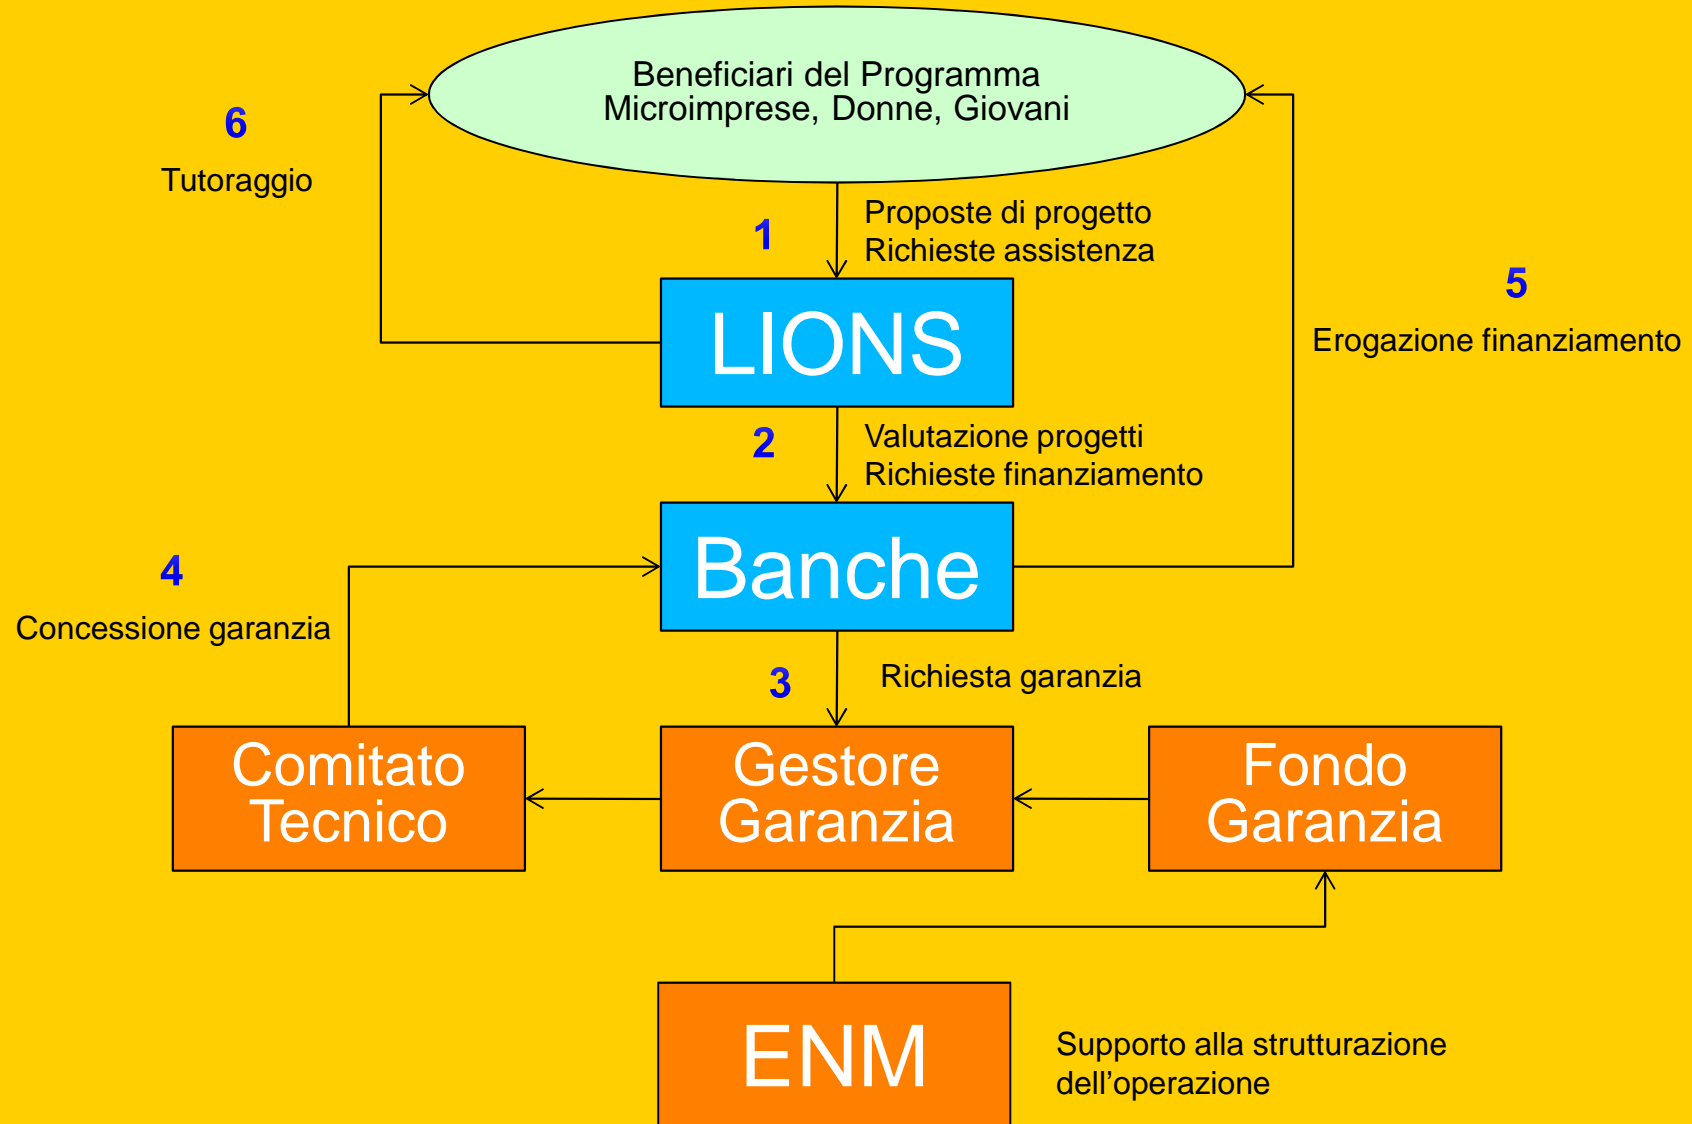 Beneficiari del Programma
Microimprese, Donne, Giovani
6
Tutoraggio
1
Proposte di progetto
Richieste assistenza
5
Erogazione finanziamento
LIONS
2
Valutazione progetti
Richieste finanziamento
Banche
4
Concessione garanzia
3
Richiesta garanzia
Comitato
Tecnico
Gestore
Garanzia
Fondo
Garanzia
ENM
Supporto alla strutturazione
dell’operazione